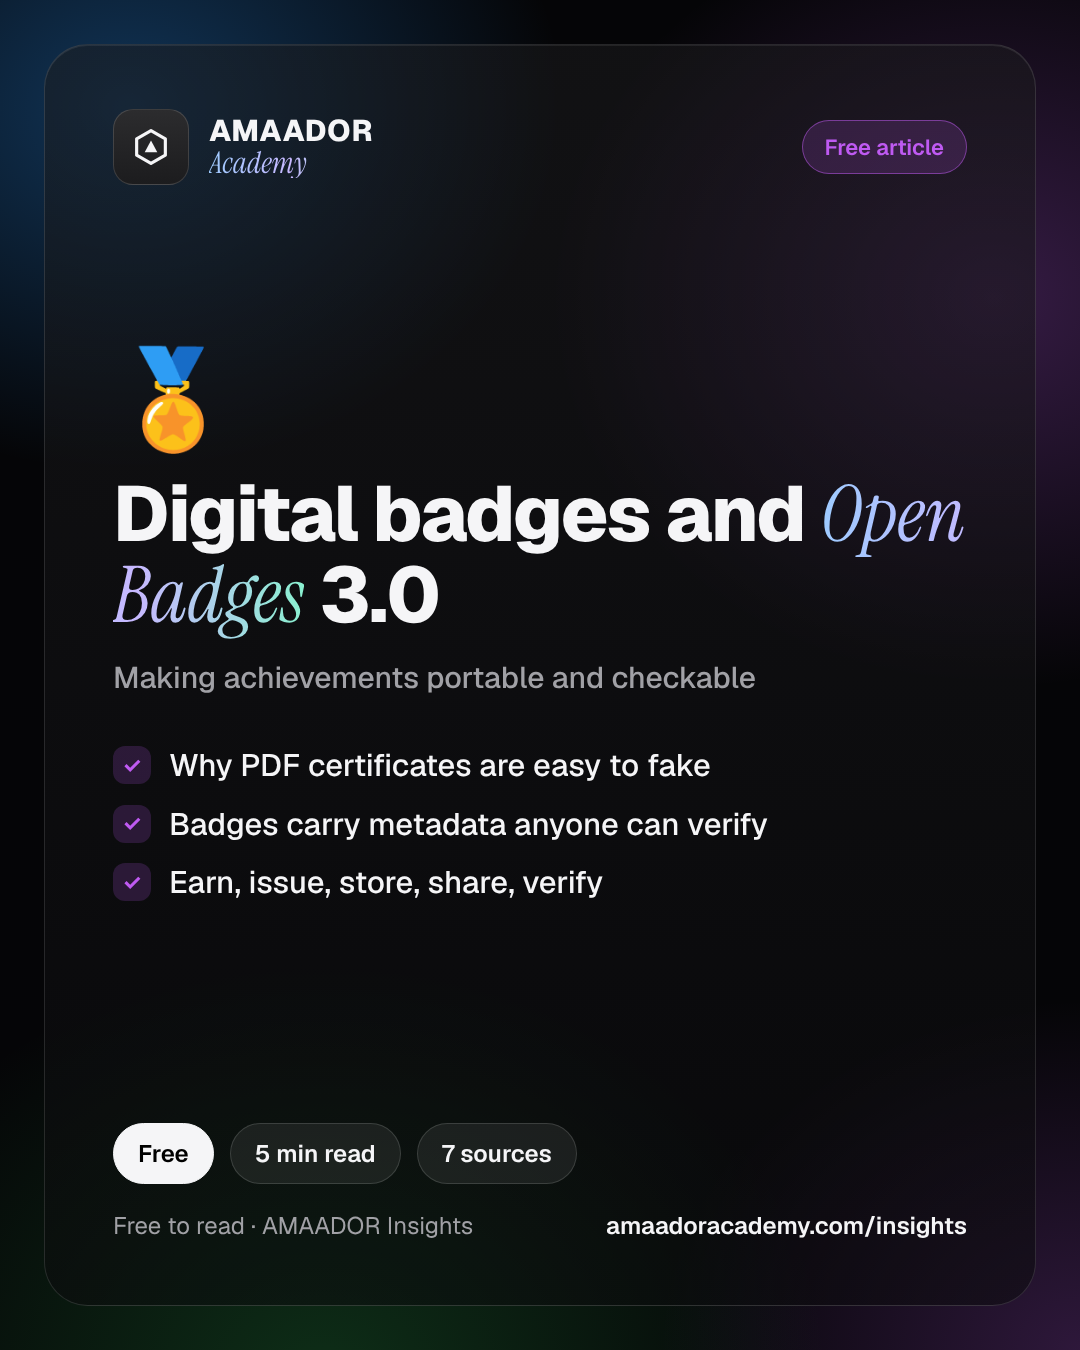 AMAADOR
Academy
Free article
Digital badges and Open
Badges 3.0
Making achievements portable and checkable
Why PDF certificates are easy to fake
Badges carry metadata anyone can verify
Earn, issue, store, share, verify
Free
5 min read
7 sources
Free to read · AMAADOR Insights
amaadoracademy.com/insights